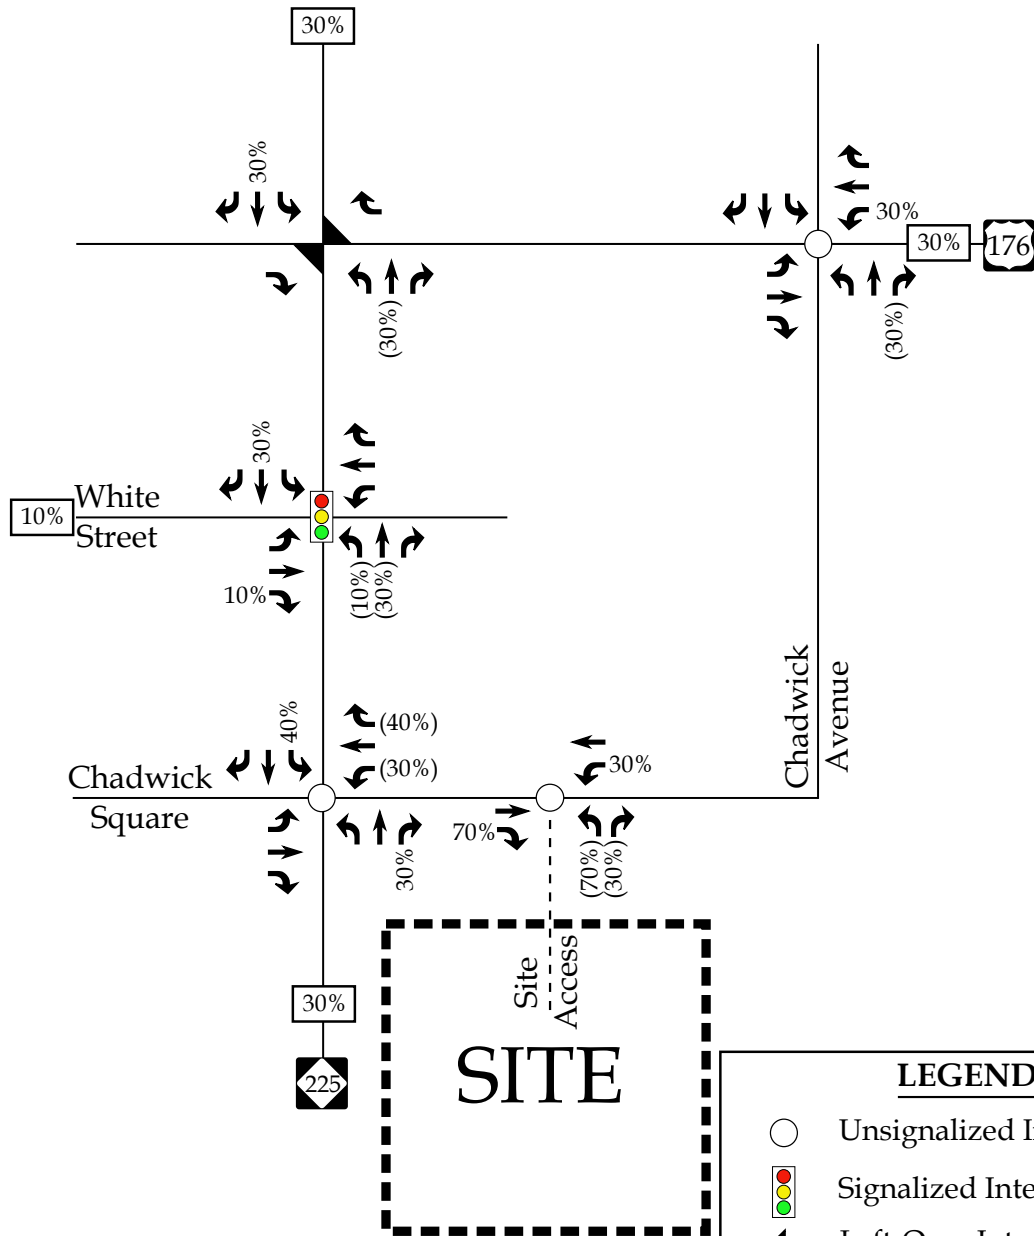 30%
30%
30%
30%
176
(30%)
(30%)
30%
10%
White
Street
10%
(10%)
(30%)
40%
(40%)
(30%)
Chadwick
Square
Chadwick
Avenue
30%
30%
70%
(70%)
(30%)
30%
225
Site
Access
SITE
LEGEND
Unsignalized
Signalized